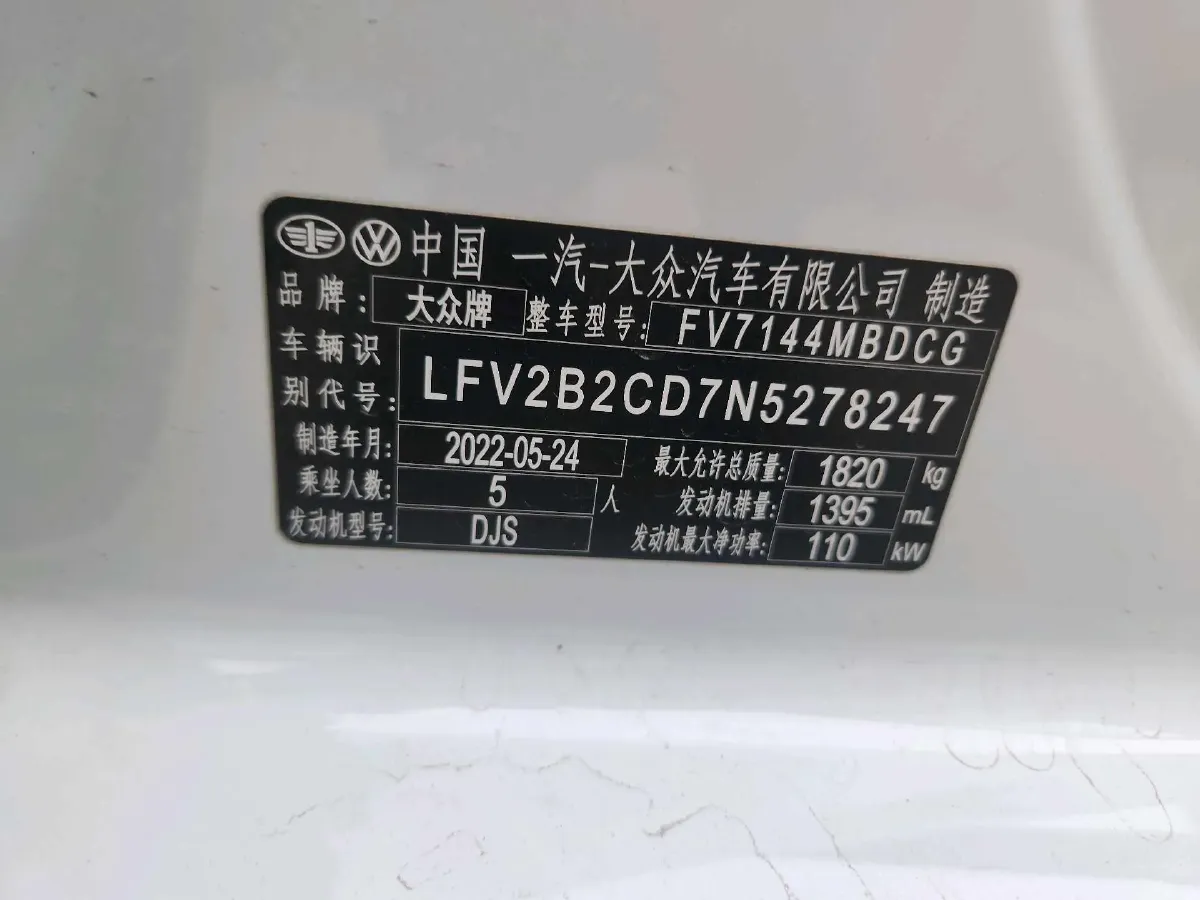 中国 一汽-大众汽车有限公司 制造
品牌: 大众牌 整车型号: FV7144MBDCG
车辆识别代号: LFV2B2CD7N5278247
制造年月: 2022-05-24 最大允许总质量: 1820 kg
乘坐人数: 5 人 发动机排量: 1395 mL
发动机型号: DJS 发动机最大净功率: 110 kW